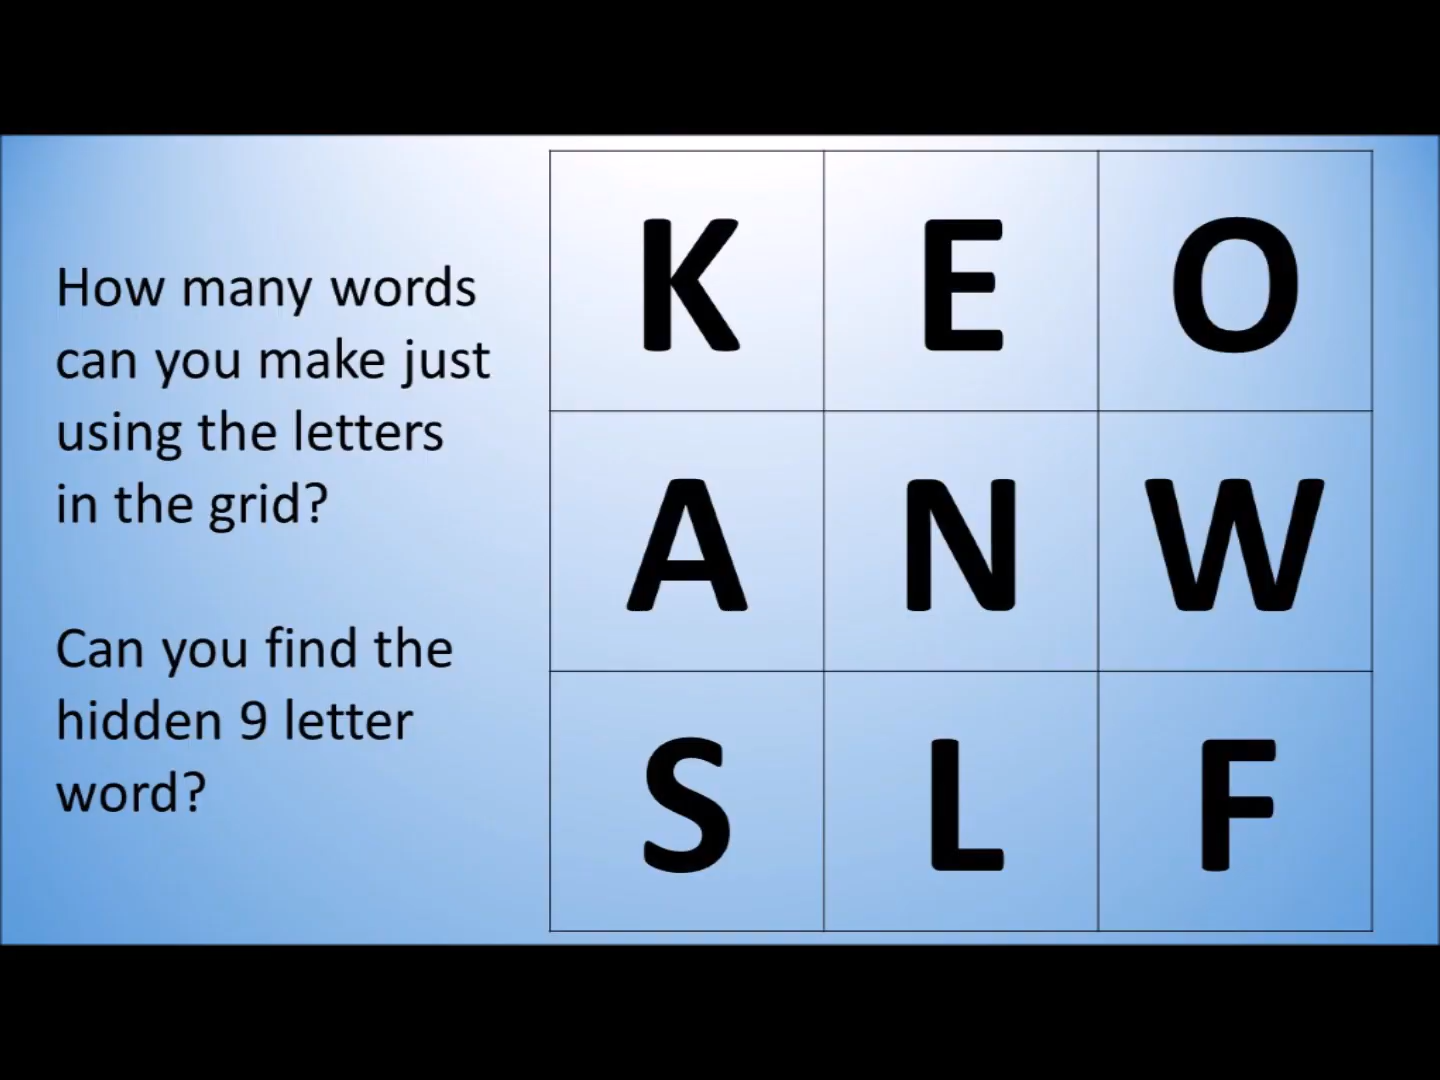 How many words
can you make just
using the letters
in the grid?
Can you find the
hidden 9 letter
word?
K E O
A N W
S L F